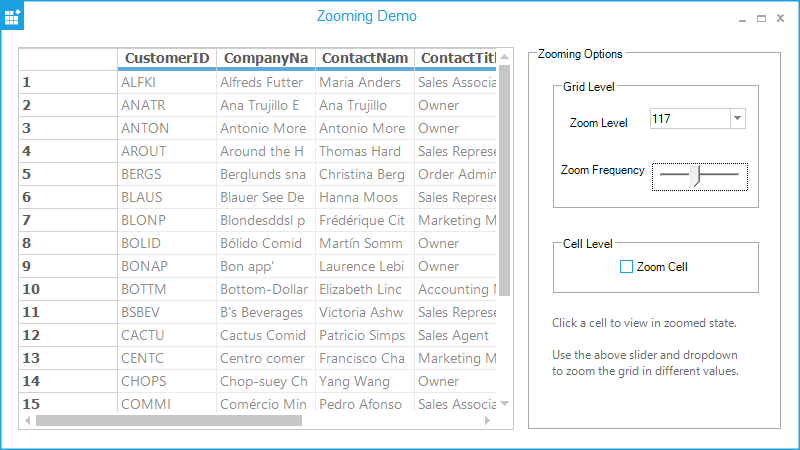 Zooming Demo
CustomerID CompanyNa ContactNam ContactTitl
1 ALFKI Alfreds Futter Maria Anders Sales Associa
2 ANATR Ana Trujillo E Ana Trujillo Owner
3 ANTON Antonio More Antonio More Owner
4 AROUT Around the H Thomas Hard Sales Represe
5 BERGS Berglunds sna Christina Berg Order Admin
6 BLAUS Blauer See De Hanna Moos Sales Represe
7 BLONP Blondesddsl p Frédérique Cit Marketing M
8 BOLID Bólido Comid Martín Somm Owner
9 BONAP Bon app' Laurence Lebi Owner
10 BOTTM Bottom-Dollar Elizabeth Linc Accounting M
11 BSBEV B's Beverages Victoria Ashw Sales Represe
12 CACTU Cactus Comid Patricio Simps Sales Agent
13 CENTC Centro comer Francisco Cha Marketing M
14 CHOPS Chop-suey Ch Yang Wang Owner
15 COMMI Comércio Min Pedro Afonso Sales Associa
Zooming Options
Grid Level
Zoom Level 117
Zoom Frequency
Cell Level
Zoom Cell
Click a cell to view in zoomed state.
Use the above slider and dropdown
to zoom the grid in different values.